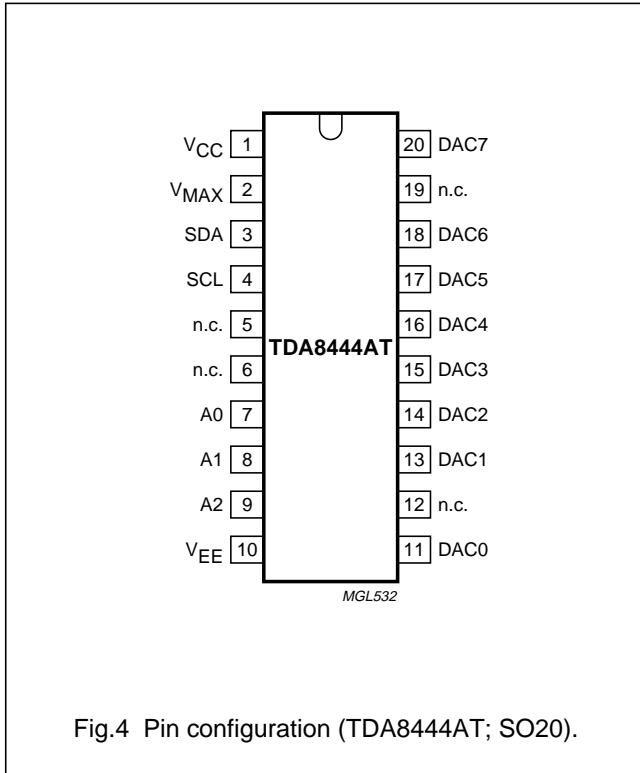 VCC 1 20 DAC7
VMAX 2 19 n.c.
SDA 3 18 DAC6
SCL 4 17 DAC5
n.c. 5 16 DAC4
TDA8444AT
n.c. 6 15 DAC3
A0 7 14 DAC2
A1 8 13 DAC1
A2 9 12 n.c.
VEE 10 11 DAC0
MGL532
Fig.4 Pin configuration (TDA8444AT; SO20).